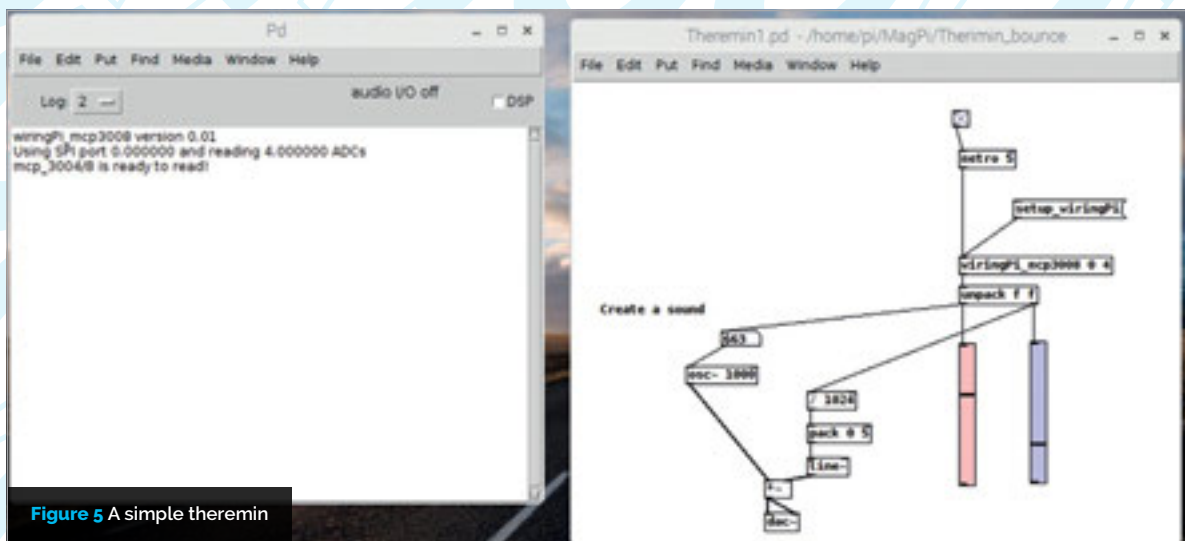 Pd
File Edit Put Find Media Window Help
Log: 2
audio I/O off
DSP
wiringPi_mcp3008 version 0.01
Using SPI port 0.000000 and reading 4.000000 ADCs
mcp_3004/8 is ready to read!
Figure 5 A simple theremin
Theremin1.pd - /home/pi/MagPi/Therimin_bounce
File Edit Put Find Media Window Help
metro 5
setup_wiringPi
wiringPi_mcp3008 0 4
unpack f f
Create a sound
osc~ 1000
/ 1024
pack 0 5
line~
*~
dac~